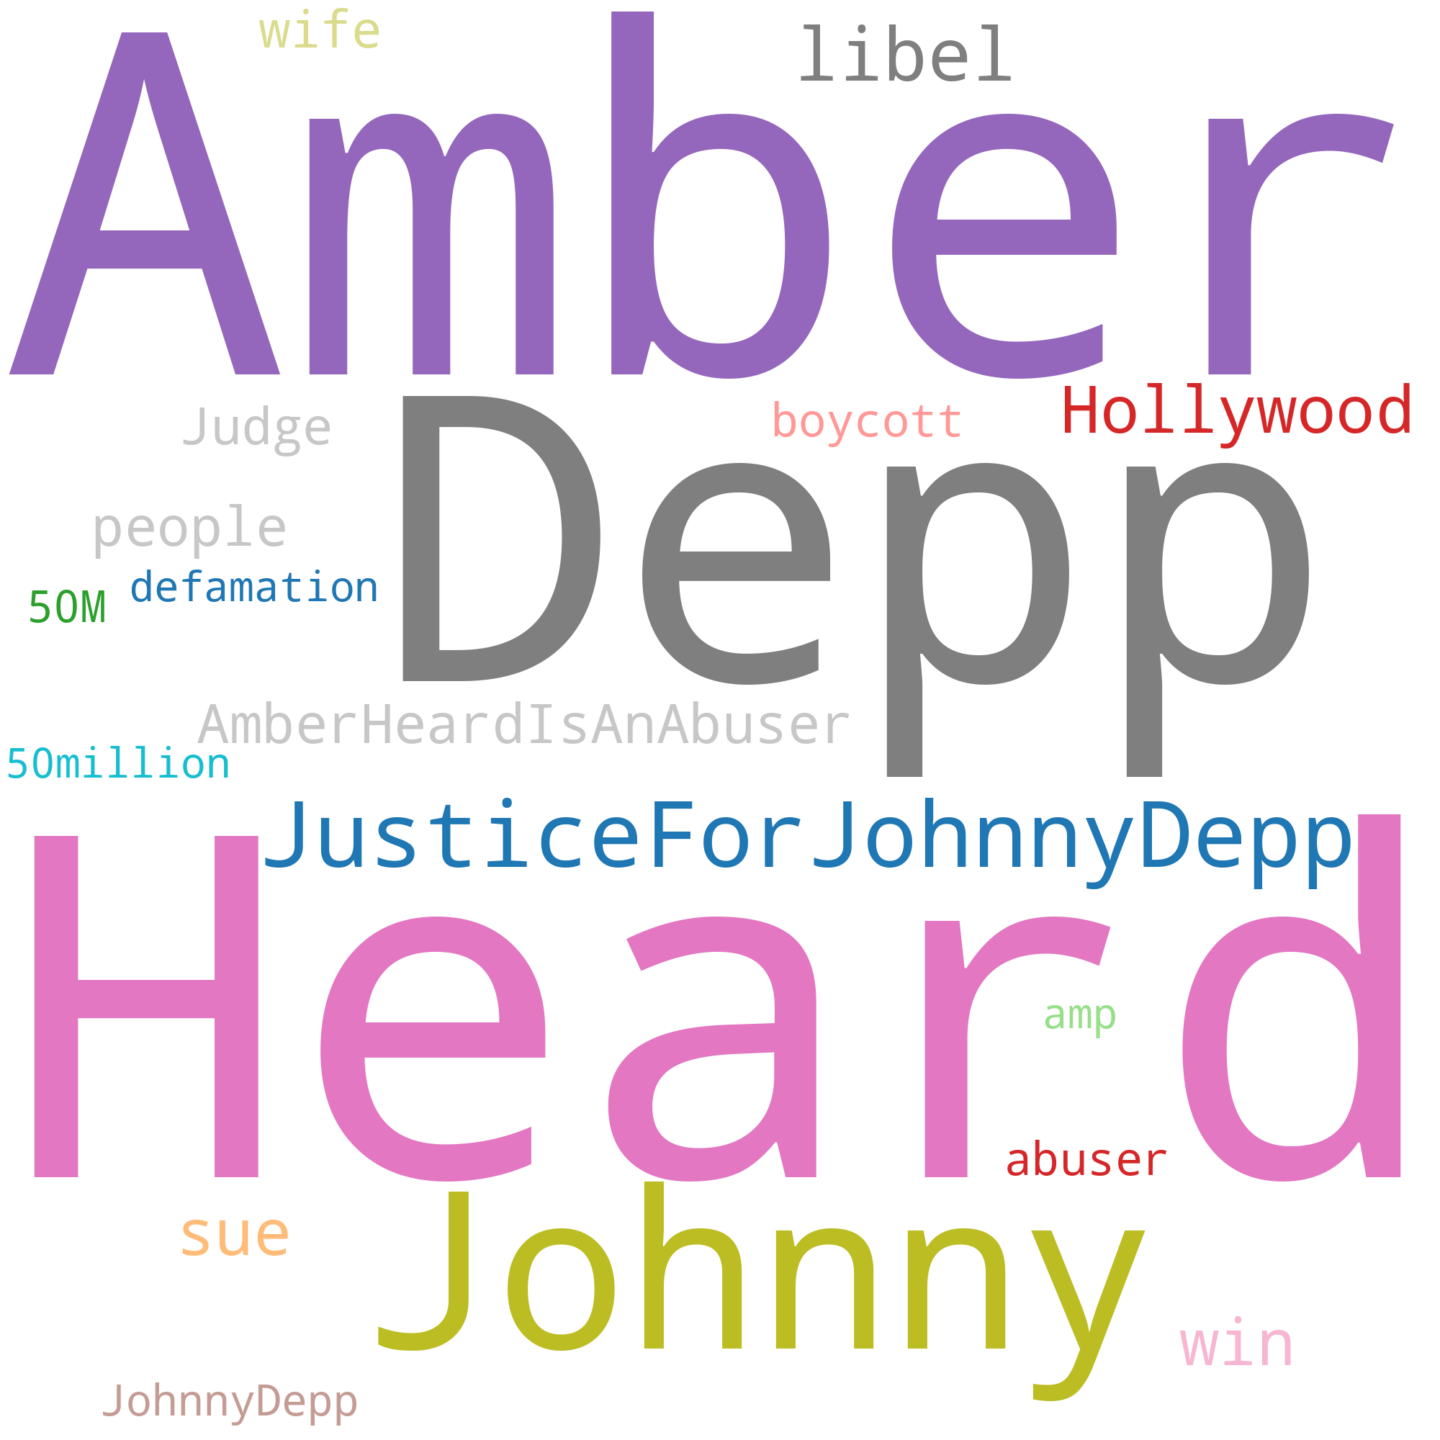 wife
libel
Amber
Hollywood
boycott
Judge
Depp
people
defamation
50M
AmberHeardIsAnAbuser
50million
JusticeForJohnnyDepp
Heard
amp
abuser
sue
Johnny
win
JohnnyDepp